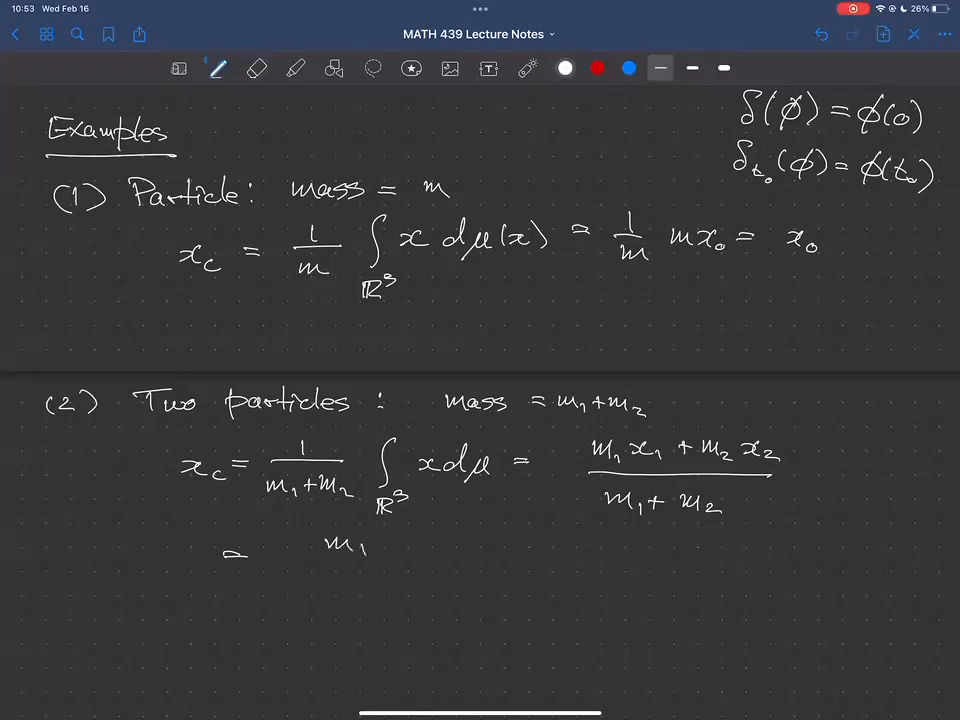 10:53 Wed Feb 16
26%
MATH 439 Lecture Notes
δ(ϕ) = ϕ(0)
Examples
δ_{t₀}(ϕ) = ϕ(t₀)
(1) Particle: mass = m
x_c = 1/m ∫_{ℝ³} x dμ(x) = 1/m mx₀ = x₀
(2) Two particles: mass = m₁+m₂
x_c = 1/(m₁+m₂) ∫_{ℝ³} x dμ = (m₁x₁ + m₂x₂)/(m₁ + m₂)
= m₁